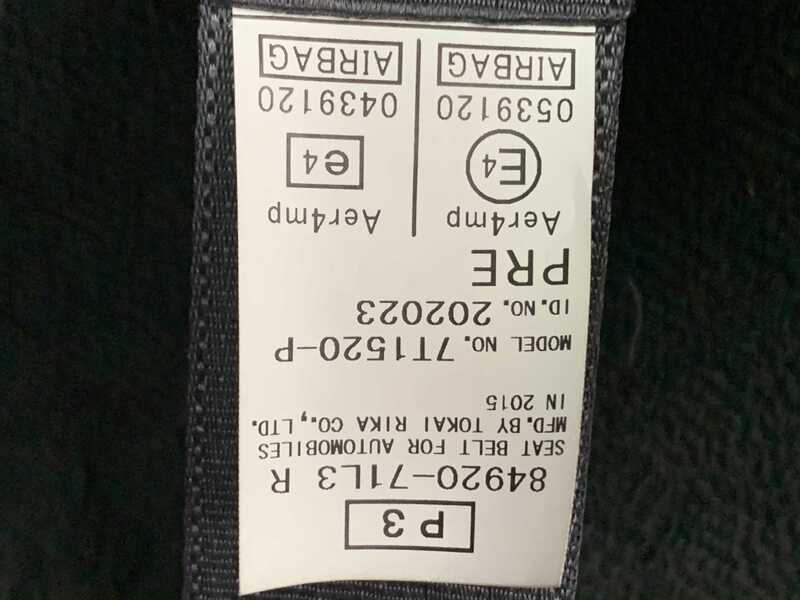 P3
84920-71L3 R
SEAT BELT FOR AUTOMOBILES
MFD.BY TOKAI RIKA CO.,LTD.
IN 2015
MODEL NO. 7T1520-P
ID.NO. 202023
PRE
Aer4mp Aer4mp
E4 e4
0539120 0439120
AIRBAG AIRBAG